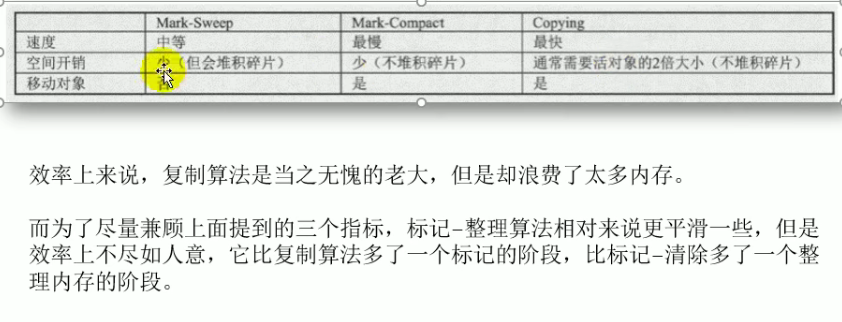 Mark-Sweep Mark-Compact Copying
速度 中等 最慢 最快
空间开销 少（但会堆积碎片） 少（不堆积碎片） 通常需要活对象的2倍大小（不堆积碎片）
移动对象 否 是 是
效率上来说，复制算法是当之无愧的老大，但是却浪费了太多内存。
而为了尽量兼顾上面提到的三个指标，标记-整理算法相对来说更平滑一些，但是
效率上不尽如人意，它比复制算法多了一个标记的阶段，比标记-清除多了一个整
理内存的阶段。